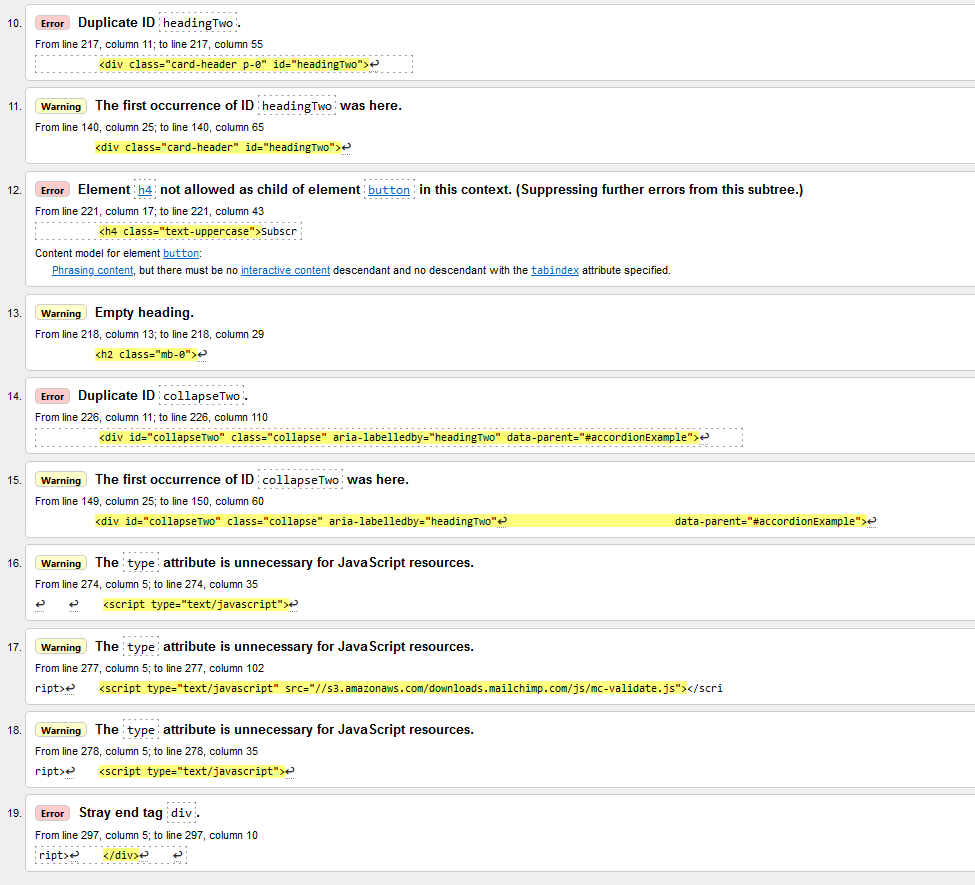 10. Error Duplicate ID headingTwo.
From line 217, column 11; to line 217, column 55
<div class="card-header p-0" id="headingTwo">↩
11. Warning The first occurrence of ID headingTwo was here.
From line 140, column 25; to line 140, column 65
<div class="card-header" id="headingTwo">↩
12. Error Element h4 not allowed as child of element button in this context. (Suppressing further errors from this subtree.)
From line 221, column 17; to line 221, column 43
<h4 class="text-uppercase">Subscr
Content model for element button:
Phrasing content, but there must be no interactive content descendant and no descendant with the tabindex attribute specified.
13. Warning Empty heading.
From line 218, column 13; to line 218, column 29
<h2 class="mb-0">↩
14. Error Duplicate ID collapseTwo.
From line 226, column 11; to line 226, column 110
<div id="collapseTwo" class="collapse" aria-labelledby="headingTwo" data-parent="#accordionExample">↩
15. Warning The first occurrence of ID collapseTwo was here.
From line 149, column 25; to line 150, column 60
<div id="collapseTwo" class="collapse" aria-labelledby="headingTwo"↩ data-parent="#accordionExample">↩
16. Warning The type attribute is unnecessary for JavaScript resources.
From line 274, column 5; to line 274, column 35
↩ ↩ <script type="text/javascript">↩
17. Warning The type attribute is unnecessary for JavaScript resources.
From line 277, column 5; to line 277, column 102
ript>↩ <script type="text/javascript" src="//s3.amazonaws.com/downloads.mailchimp.com/js/mc-validate.js"></scri
18. Warning The type attribute is unnecessary for JavaScript resources.
From line 278, column 5; to line 278, column 35
ript>↩ <script type="text/javascript">↩
19. Error Stray end tag div.
From line 297, column 5; to line 297, column 10
ript>↩ </div>↩ ↩